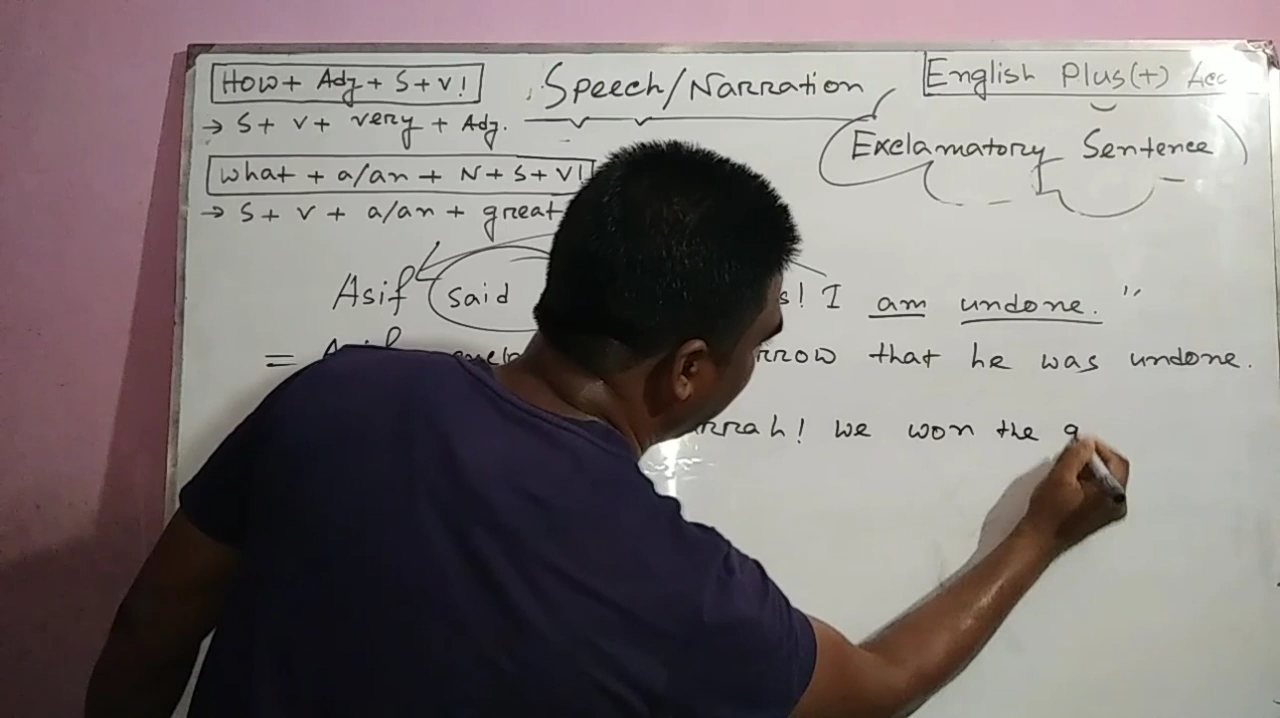 How + Adj + S + V!
Speech/Narration
English Plus(+)
→ S + V + very + Adj.
Exclamatory Sentence
what + a/an + N + S + V!
→ S + V + a/an + great
Asif said ! I am undone."
= that he was undone.
! we won the